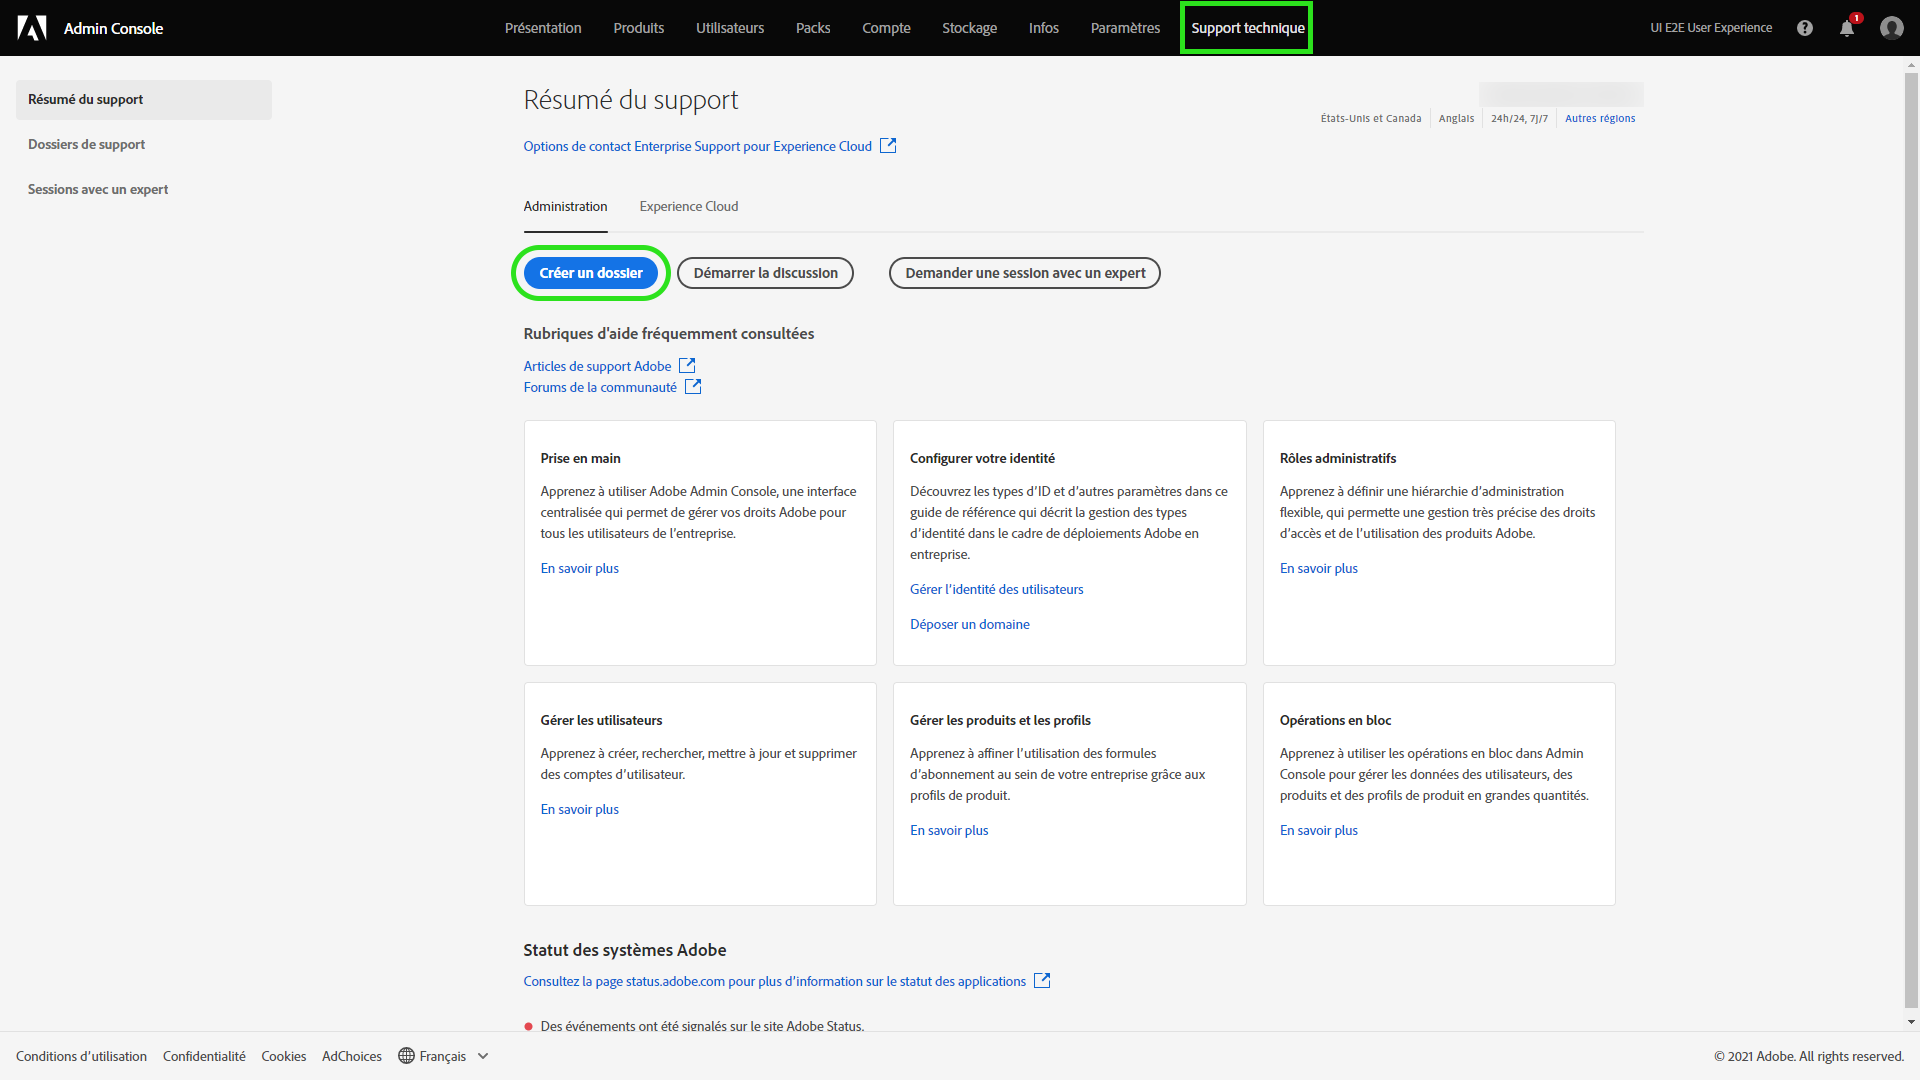 Admin Console
Présentation
Produits
Utilisateurs
Packs
Compte
Stockage
Infos
Paramètres
Support technique
UI E2E User Experience
?
1
Résumé du support
Dossiers de support
Sessions avec un expert
Résumé du support
États-Unis et Canada
Anglais
24h/24, 7j/7
Autres régions
Options de contact Enterprise Support pour Experience Cloud
Administration
Experience Cloud
Créer un dossier
Démarrer la discussion
Demander une session avec un expert
Rubriques d'aide fréquemment consultées
Articles de support Adobe
Forums de la communauté
Prise en main
Apprenez à utiliser Adobe Admin Console, une interface
centralisée qui permet de gérer vos droits Adobe pour
tous les utilisateurs de l'entreprise.
En savoir plus
Configurer votre identité
Découvrez les types d'ID et d'autres paramètres dans ce
guide de référence qui décrit la gestion des types
d'identité dans le cadre de déploiements Adobe en
entreprise.
Gérer l'identité des utilisateurs
Déposer un domaine
Rôles administratifs
Apprenez à définir une hiérarchie d'administration
flexible, qui permette une gestion très précise des droits
d'accès et de l'utilisation des produits Adobe.
En savoir plus
Gérer les utilisateurs
Apprenez à créer, rechercher, mettre à jour et supprimer
des comptes d'utilisateur.
En savoir plus
Gérer les produits et les profils
Apprenez à affiner l'utilisation des formules
d'abonnement au sein de votre entreprise grâce aux
profils de produit.
En savoir plus
Opérations en bloc
Apprenez à utiliser les opérations en bloc dans Admin
Console pour gérer les données des utilisateurs, des
produits et des profils de produit en grandes quantités.
En savoir plus
Statut des systèmes Adobe
Consultez la page status.adobe.com pour plus d'information sur le statut des applications
Des événements ont été signalés sur le site Adobe Status.
Conditions d'utilisation
Confidentialité
Cookies
AdChoices
Français
© 2021 Adobe. All rights reserved.